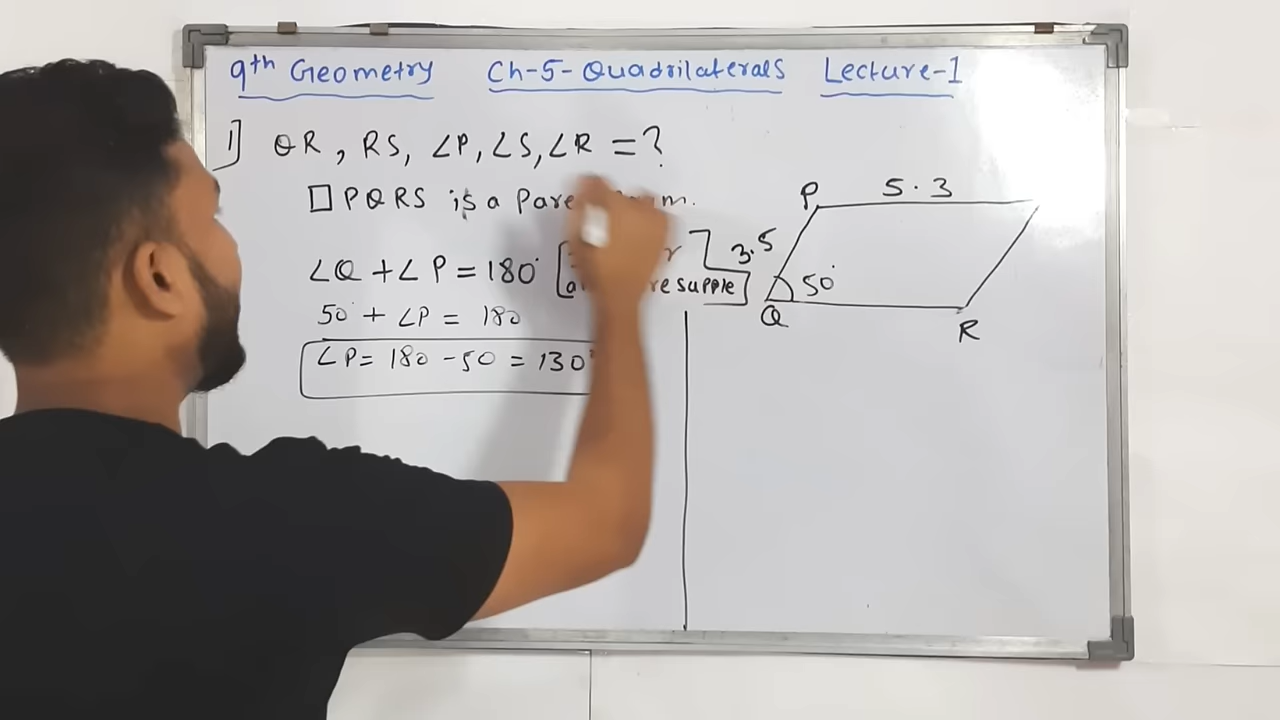 9th Geometry Ch-5-Quadrilaterals Lecture-1
1] QR, RS, ∠P, ∠S, ∠R = ?
□ PQRS is a
∠Q + ∠P = 180°
re supple
50° + ∠P = 180
∠P = 180 - 50 = 130°
P 5.3
3.5
50°
Q
R